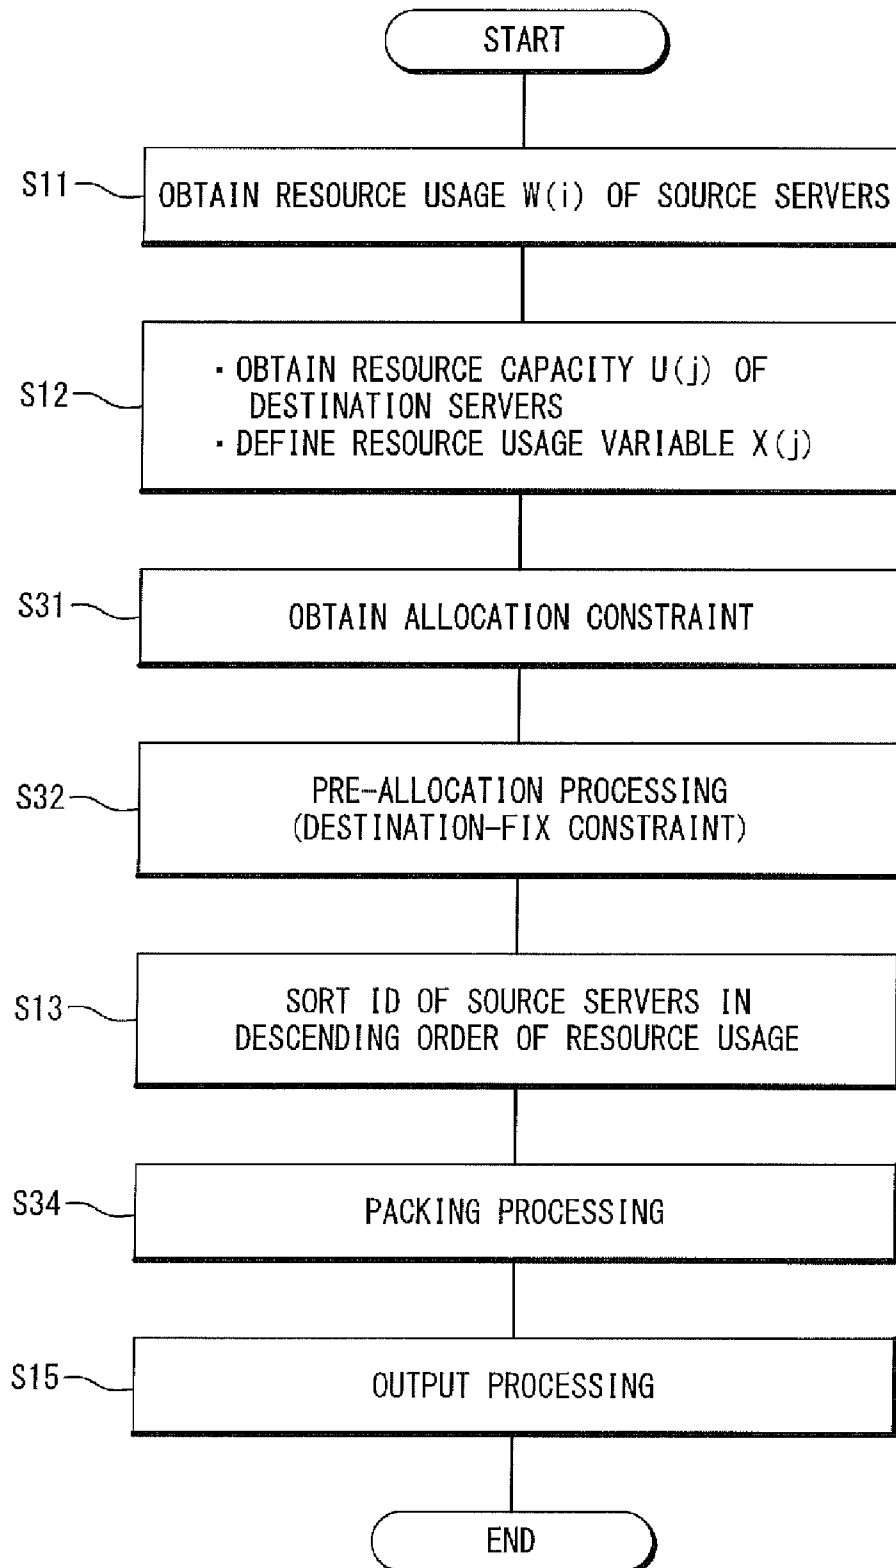 START
S11
OBTAIN RESOURCE USAGE W(i) OF SOURCE SERVERS
S12
・OBTAIN RESOURCE CAPACITY U(j) OF
DESTINATION SERVERS
・DEFINE RESOURCE USAGE VARIABLE X(j)
S31
OBTAIN ALLOCATION CONSTRAINT
S32
PRE-ALLOCATION PROCESSING
(DESTINATION-FIX CONSTRAINT)
S13
SORT ID OF SOURCE SERVERS IN
DESCENDING ORDER OF RESOURCE USAGE
S34
PACKING PROCESSING
S15
OUTPUT PROCESSING
END